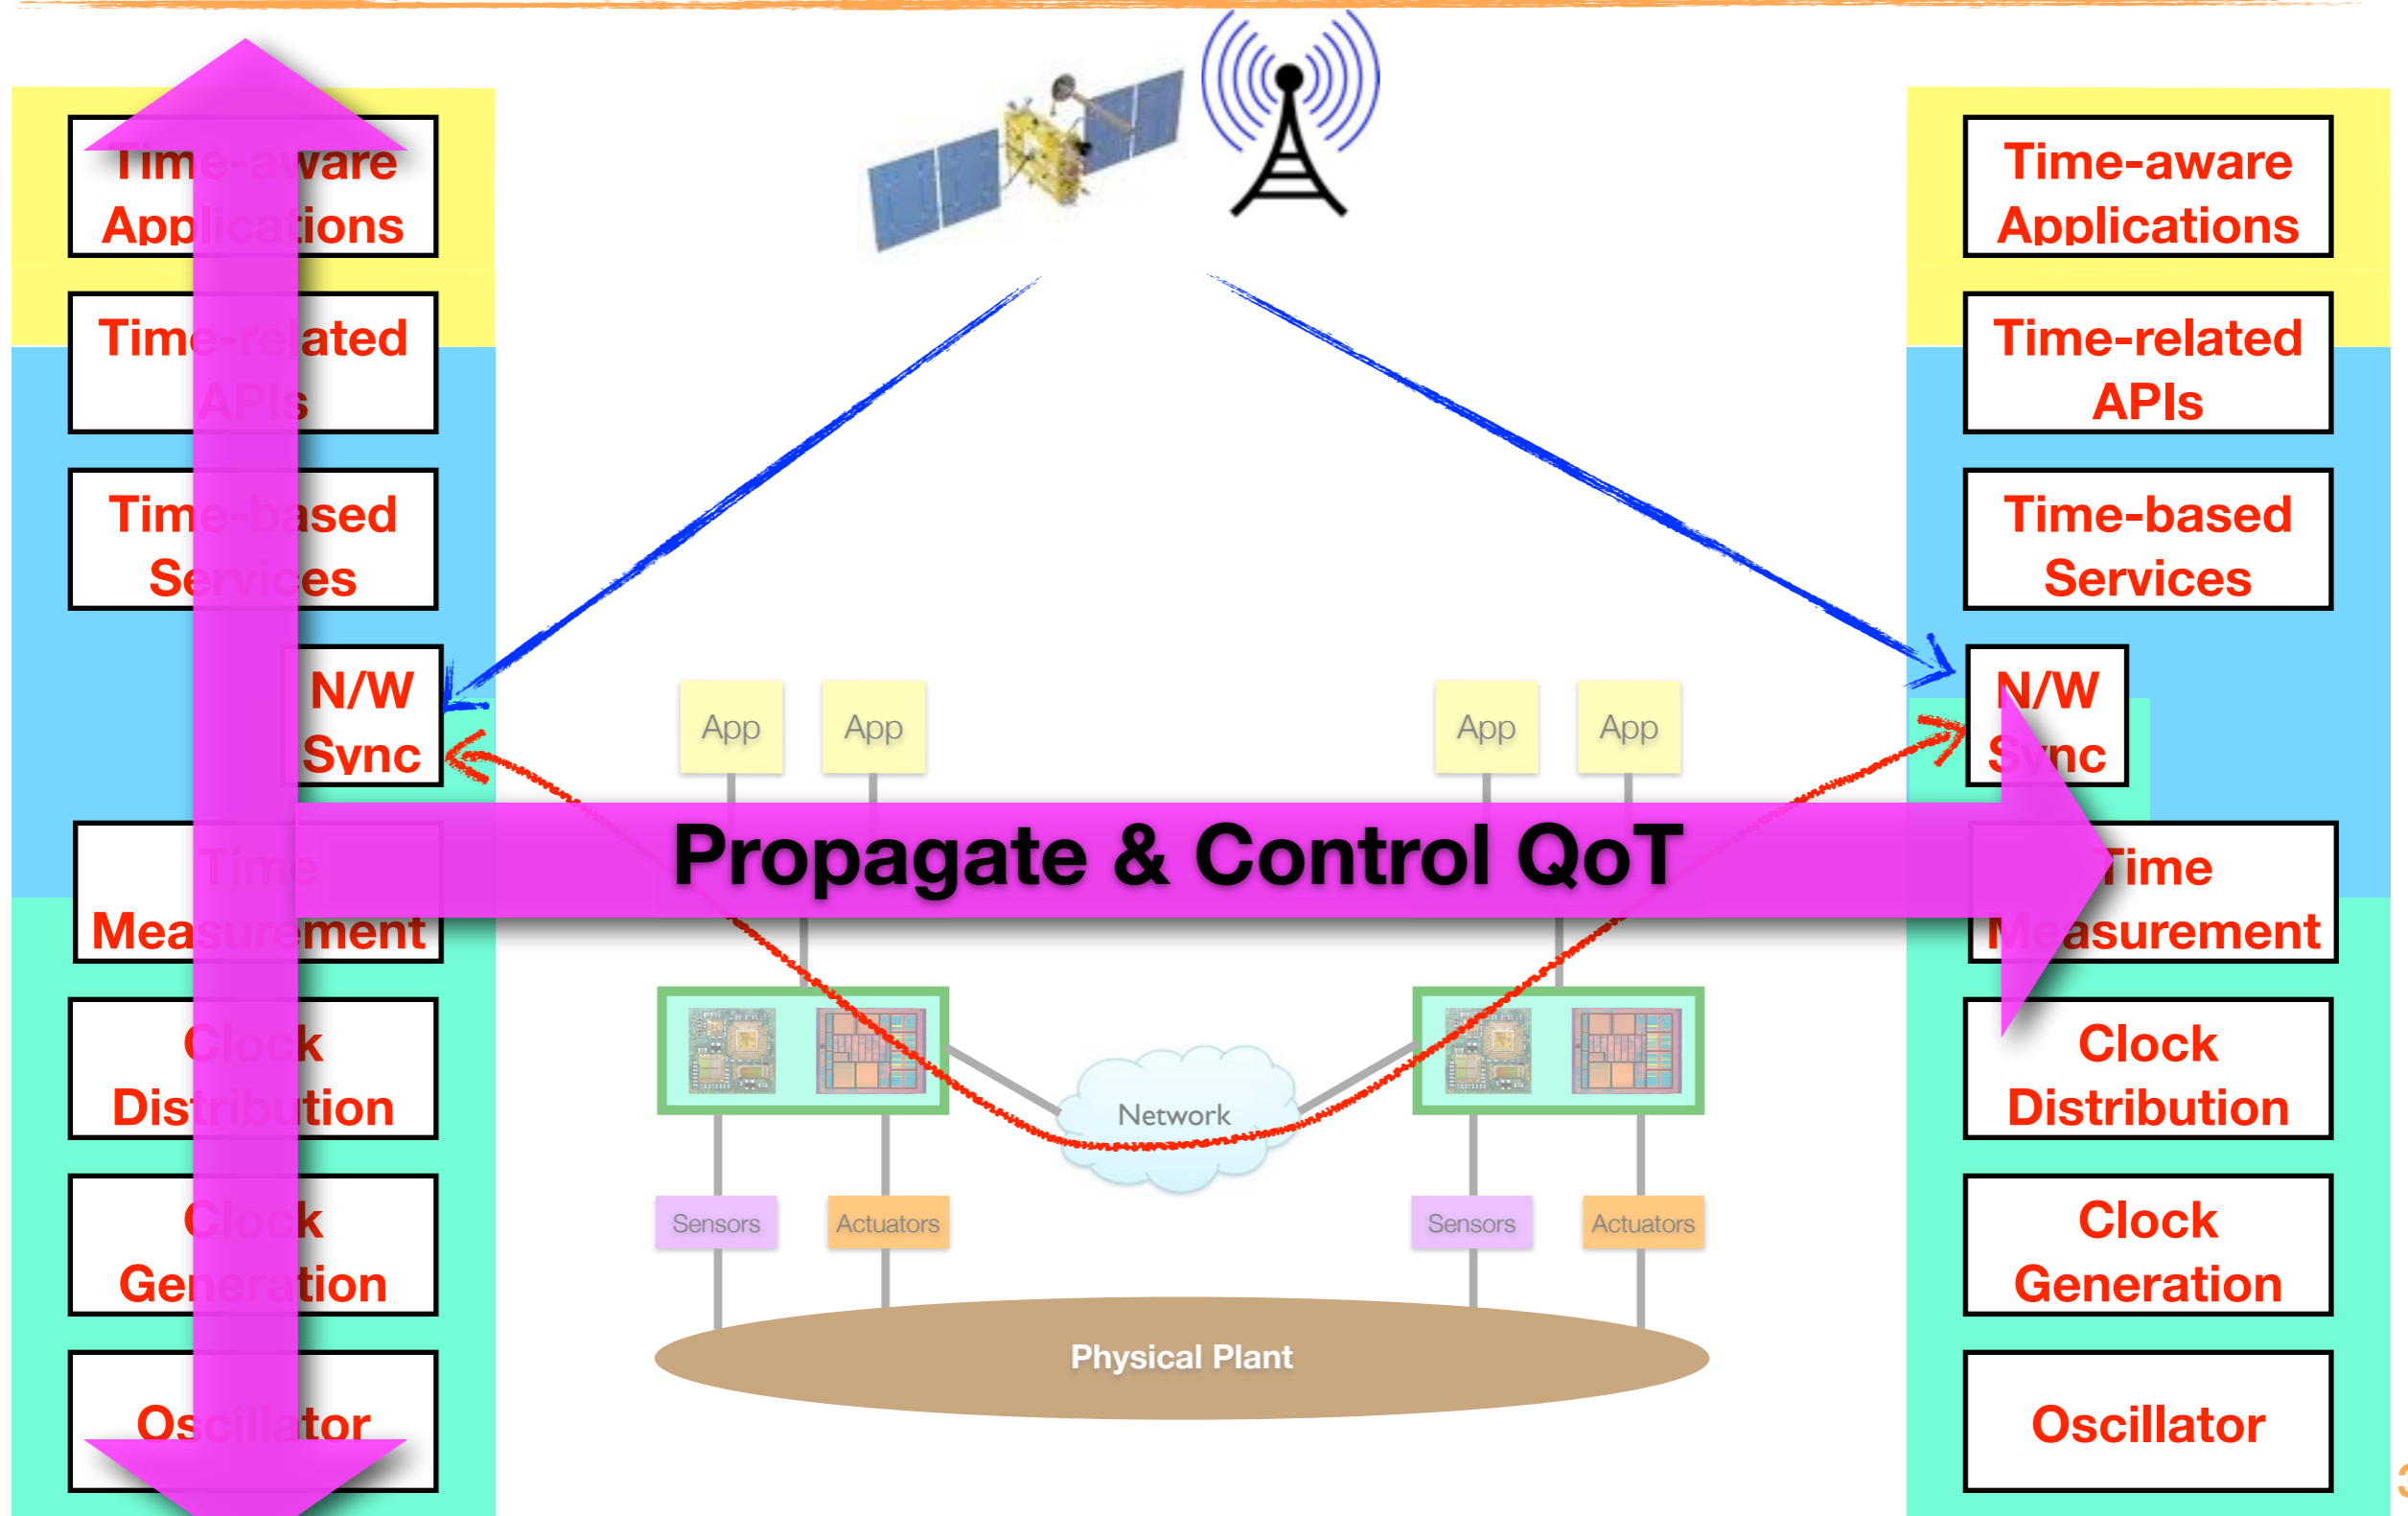 Time-aware
Applications
Time-related
APIs
Time-based
Services
N/W
Sync
Time
Measurement
Clock
Distribution
Clock
Generation
Oscillator
App
App
App
App
Propagate & Control QoT
Network
Sensors
Actuators
Sensors
Actuators
Physical Plant
Time-aware
Applications
Time-related
APIs
Time-based
Services
N/W
Sync
Time
Measurement
Clock
Distribution
Clock
Generation
Oscillator